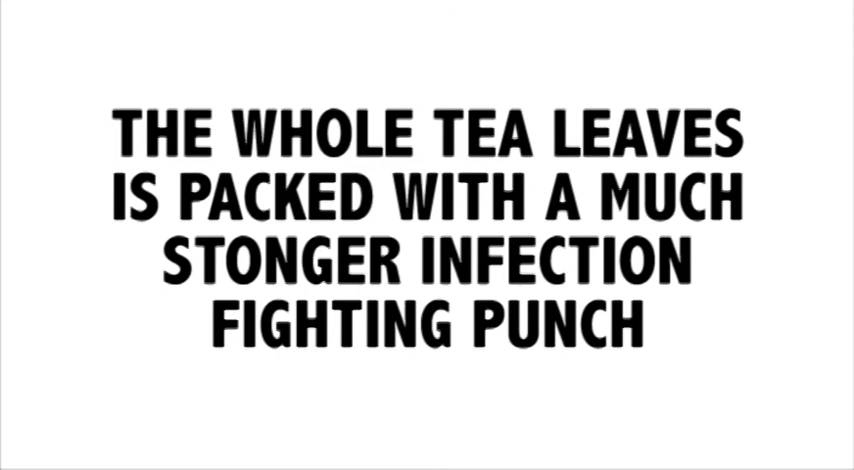 THE WHOLE TEA LEAVES
IS PACKED WITH A MUCH
STONGER INFECTION
FIGHTING PUNCH